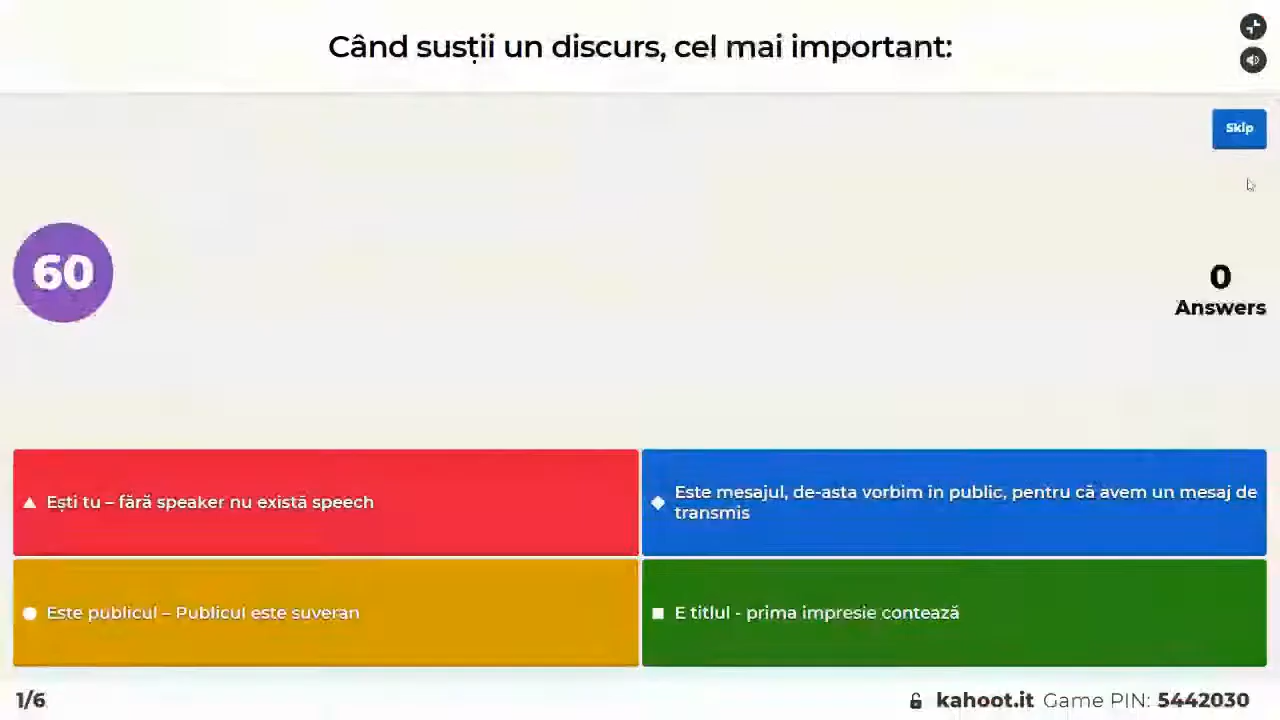 Când susții un discurs, cel mai important:
Skip
60
0
Answers
Ești tu – fără speaker nu există speech
Este mesajul, de-asta vorbim în public, pentru că avem un mesaj de
transmis
Este publicul – Publicul este suveran
E titlul - prima impresie contează
1/6
kahoot.it Game PIN: 5442030